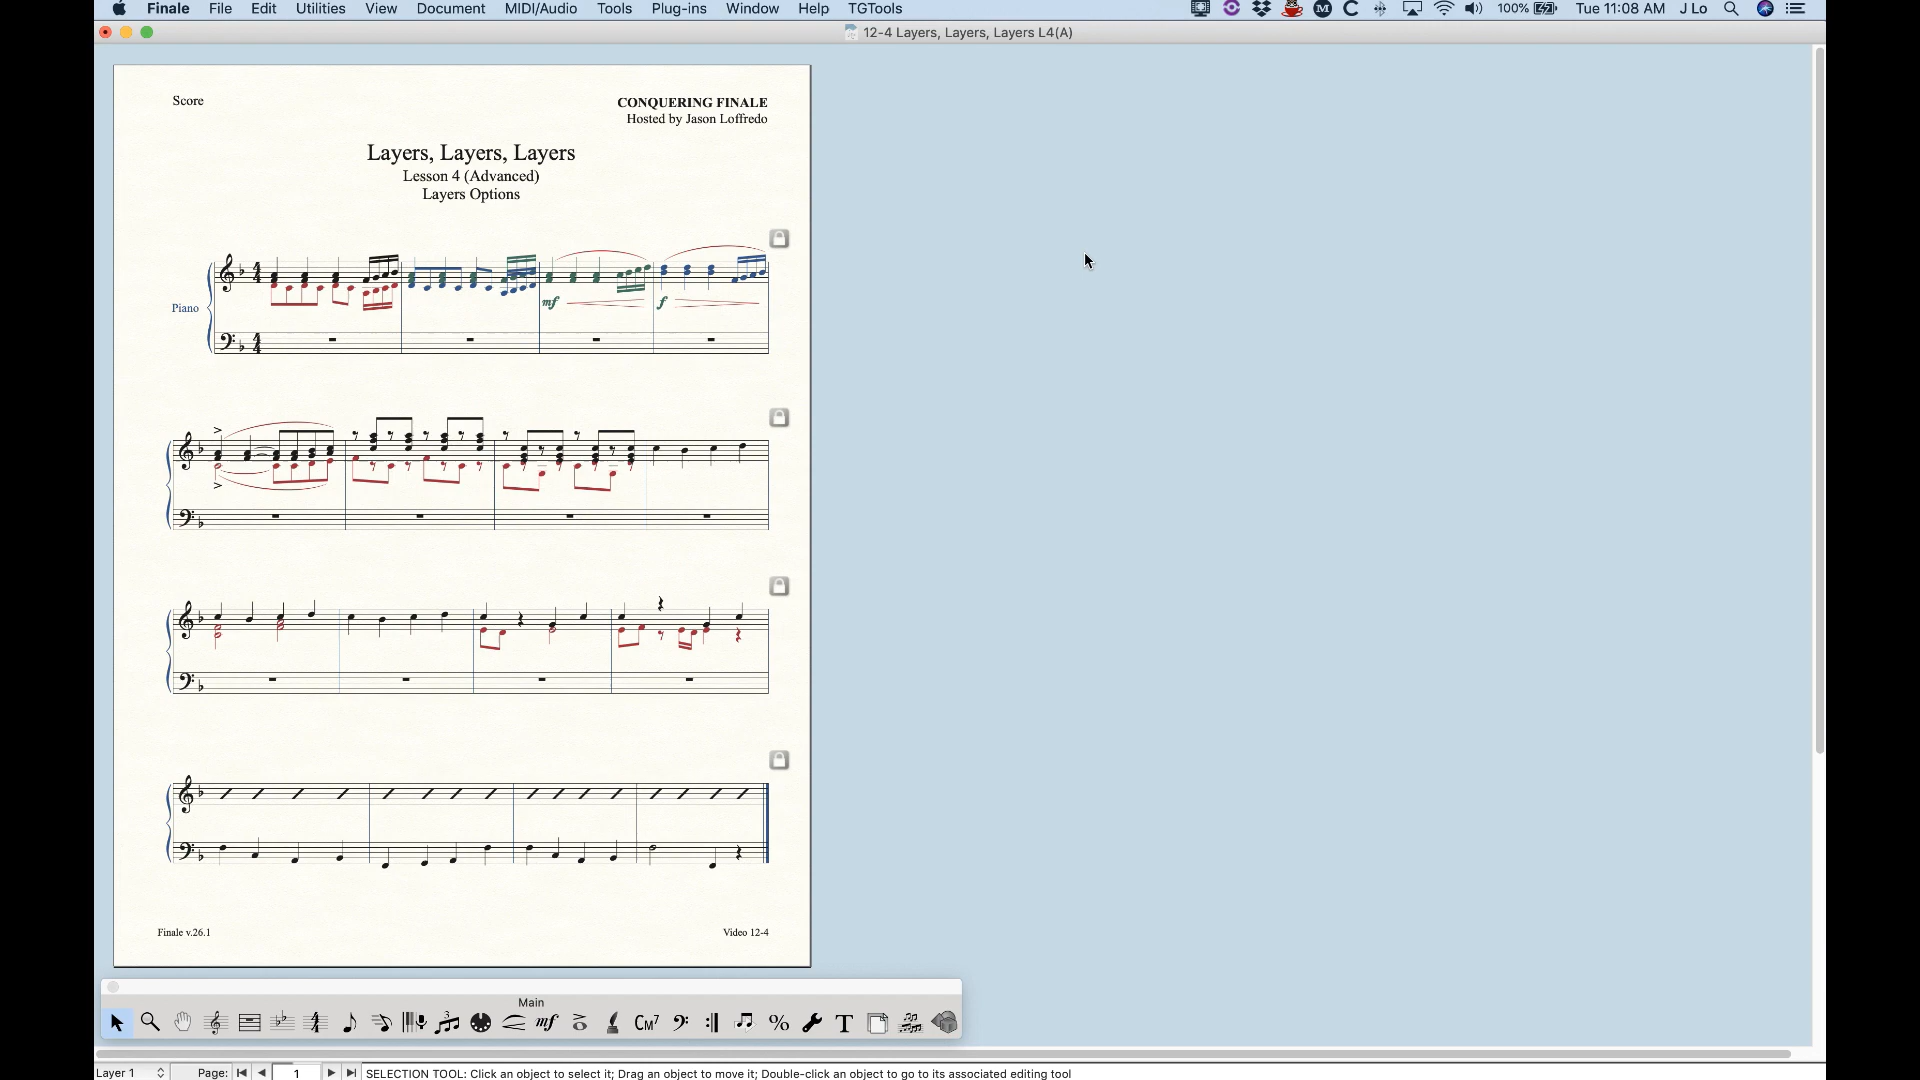 Finale File Edit Utilities View Document MIDI/Audio Tools Plug-ins Window Help TGTools 100% Tue 11:08 AM J Lo
12-4 Layers, Layers, Layers L4(A)
Score
CONQUERING FINALE
Hosted by Jason Loffredo
Layers, Layers, Layers
Lesson 4 (Advanced)
Layers Options
mf f
Piano
Finale v.26.1 Video 12-4
Main
mf CM7 %  T
Layer 1 Page: 1 SELECTION TOOL: Click an object to select it; Drag an object to move it; Double-click an object to go to its associated editing tool